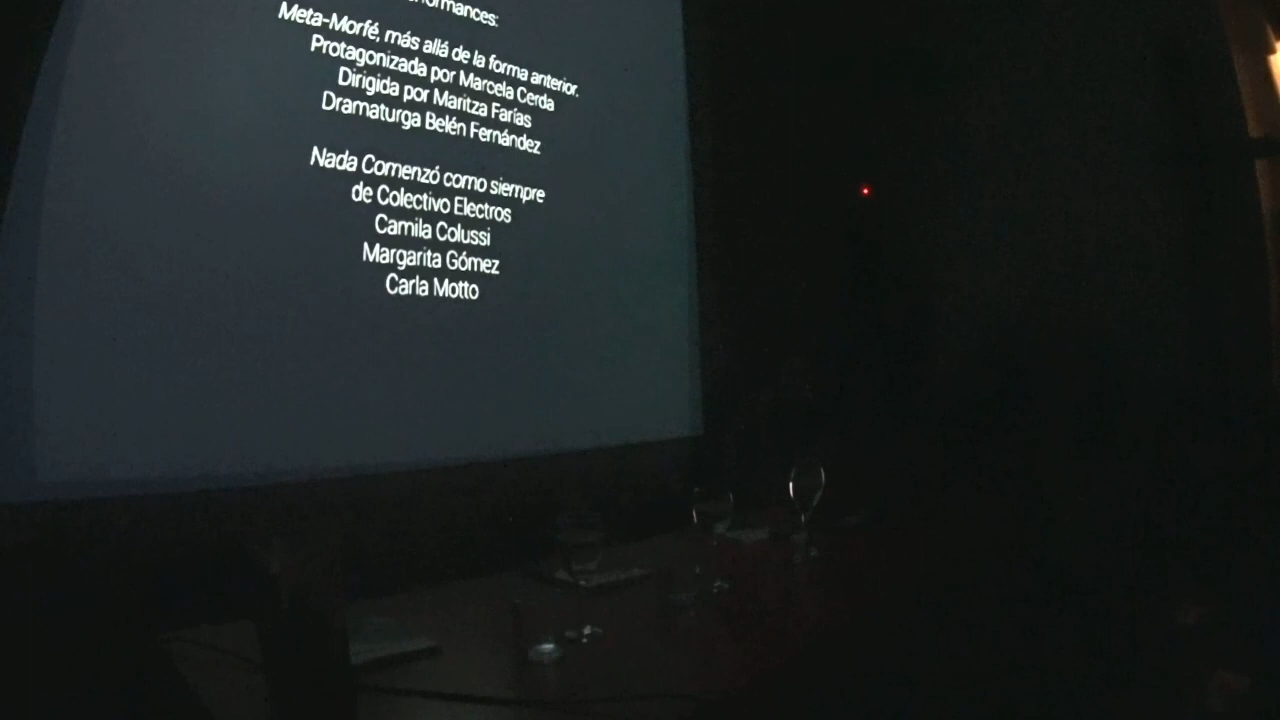 Meta-Morfé, más allá de la forma anterior.
Protagonizada por Marcela Cerda
Dirigida por Maritza Farías
Dramaturga Belén Fernández
Nada Comenzó como siempre
de Colectivo Electros
Camila Colussi
Margarita Gómez
Carla Motto